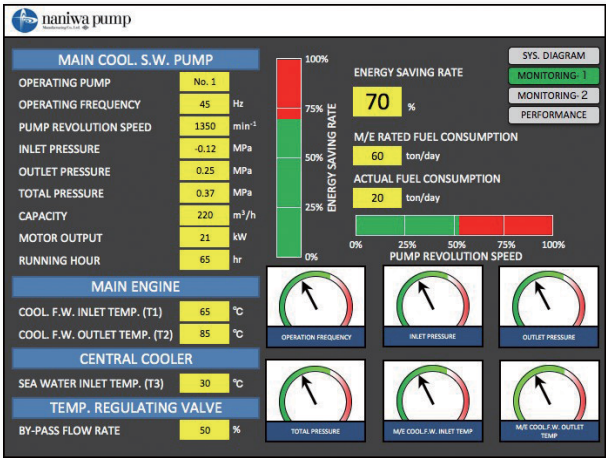 naniwa pump
MAIN COOL. S.W. PUMP
OPERATING PUMP No. 1
OPERATING FREQUENCY 45 Hz
PUMP REVOLUTION SPEED 1350 min⁻¹
INLET PRESSURE -0.12 MPa
OUTLET PRESSURE 0.25 MPa
TOTAL PRESSURE 0.37 MPa
CAPACITY 220 m³/h
MOTOR OUTPUT 21 kW
RUNNING HOUR 65 hr
MAIN ENGINE
COOL. F.W. INLET TEMP. (T1) 65 °C
COOL. F.W. OUTLET TEMP. (T2) 85 °C
CENTRAL COOLER
SEA WATER INLET TEMP. (T3) 30 °C
TEMP. REGULATING VALVE
BY-PASS FLOW RATE 50 %
100%
75%
50%
25%
0%
ENERGY SAVING RATE
ENERGY SAVING RATE
70 %
M/E RATED FUEL CONSUMPTION
60 ton/day
ACTUAL FUEL CONSUMPTION
20 ton/day
0% 25% 50% 75% 100%
PUMP REVOLUTION SPEED
SYS. DIAGRAM
MONITORING- 1
MONITORING- 2
PERFORMANCE
OPERATION FREQUENCY
INLET PRESSURE
OUTLET PRESSURE
TOTAL PRESSURE
M/E COOL.F.W. INLET TEMP
M/E COOL.F.W. OUTLET
TEMP